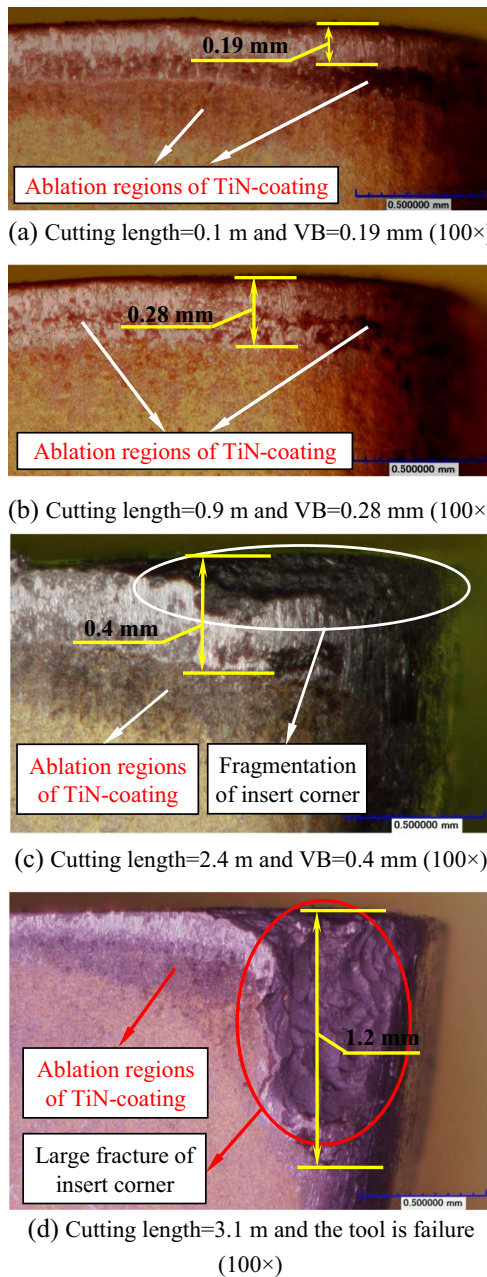 0.19 mm
Ablation regions of TiN-coating
0.500000 mm
(a) Cutting length=0.1 m and VB=0.19 mm (100×)
0.28 mm
Ablation regions of TiN-coating
0.500000 mm
(b) Cutting length=0.9 m and VB=0.28 mm (100×
0.4 mm
Ablation regions
of TiN-coating
Fragmentation
of insert corner
0.500000 mm
(c) Cutting length=2.4 m and VB=0.4 mm (100×)
1.2 mm
Ablation regions
of TiN-coating
Large fracture of
insert corner
0.500000 mm
(d) Cutting length=3.1 m and the tool is failure
(100×)